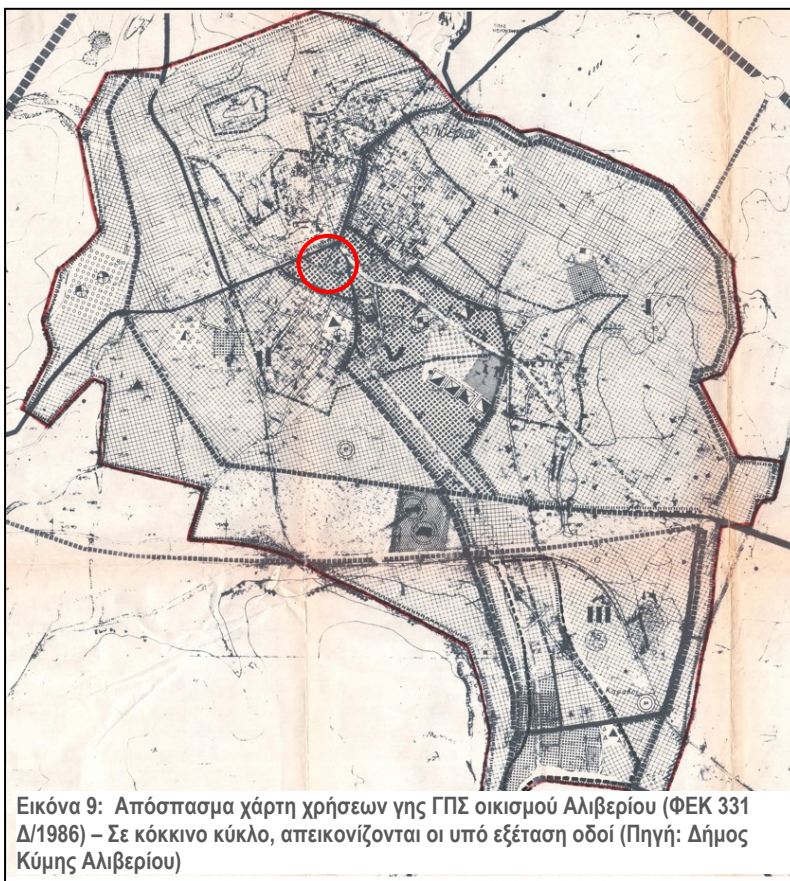 Αλιβέριον
Εικόνα 9: Απόσπασμα χάρτη χρήσεων γης ΓΠΣ οικισμού Αλιβερίου (ΦΕΚ 331
Δ/1986) – Σε κόκκινο κύκλο, απεικονίζονται οι υπό εξέταση οδοί (Πηγή: Δήμος
Κύμης Αλιβερίου)